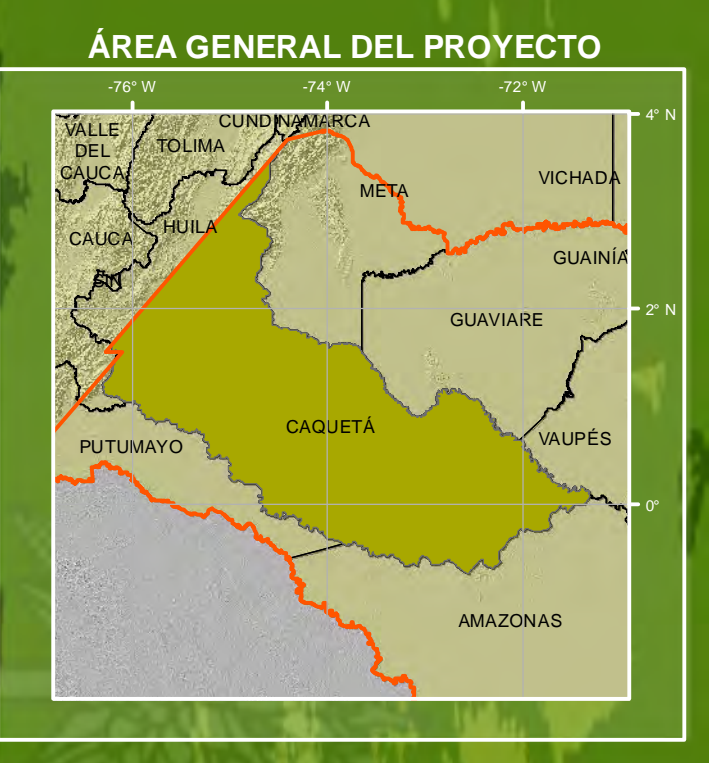 ÁREA GENERAL DEL PROYECTO
-76° W
-74° W
-72° W
4° N
CUNDINAMARCA
VALLE
DEL
CAUCA
TOLIMA
META
VICHADA
HUILA
CAUCA
GUAINÍA
2° N
GUAVIARE
CAQUETÁ
PUTUMAYO
VAUPÉS
0°
AMAZONAS